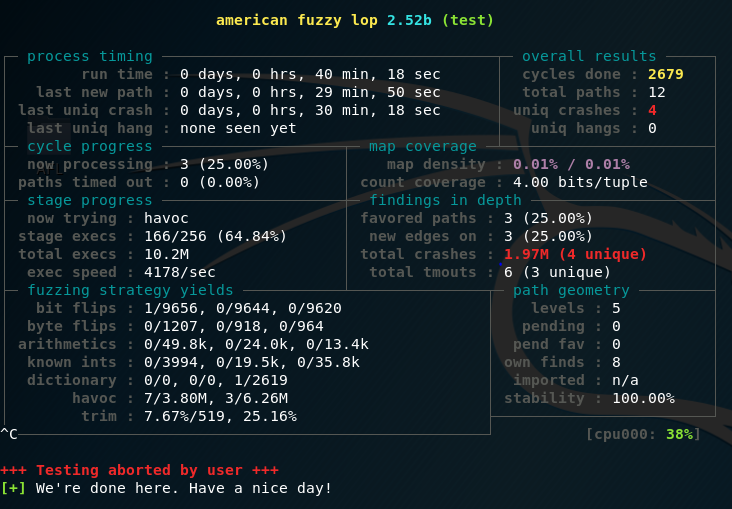 american fuzzy lop 2.52b (test)
process timing overall results
run time : 0 days, 0 hrs, 40 min, 18 sec cycles done : 2679
last new path : 0 days, 0 hrs, 29 min, 50 sec total paths : 12
last uniq crash : 0 days, 0 hrs, 30 min, 18 sec uniq crashes : 4
last uniq hang : none seen yet uniq hangs : 0
cycle progress map coverage
now processing : 3 (25.00%) map density : 0.01% / 0.01%
paths timed out : 0 (0.00%) count coverage : 4.00 bits/tuple
stage progress findings in depth
now trying : havoc favored paths : 3 (25.00%)
stage execs : 166/256 (64.84%) new edges on : 3 (25.00%)
total execs : 10.2M total crashes : 1.97M (4 unique)
exec speed : 4178/sec total tmouts : 6 (3 unique)
fuzzing strategy yields path geometry
bit flips : 1/9656, 0/9644, 0/9620 levels : 5
byte flips : 0/1207, 0/918, 0/964 pending : 0
arithmetics : 0/49.8k, 0/24.0k, 0/13.4k pend fav : 0
known ints : 0/3994, 0/19.5k, 0/35.8k own finds : 8
dictionary : 0/0, 0/0, 1/2619 imported : n/a
havoc : 7/3.80M, 3/6.26M stability : 100.00%
trim : 7.67%/519, 25.16%
^C [cpu000: 38%]
+++ Testing aborted by user +++
[+] We're done here. Have a nice day!